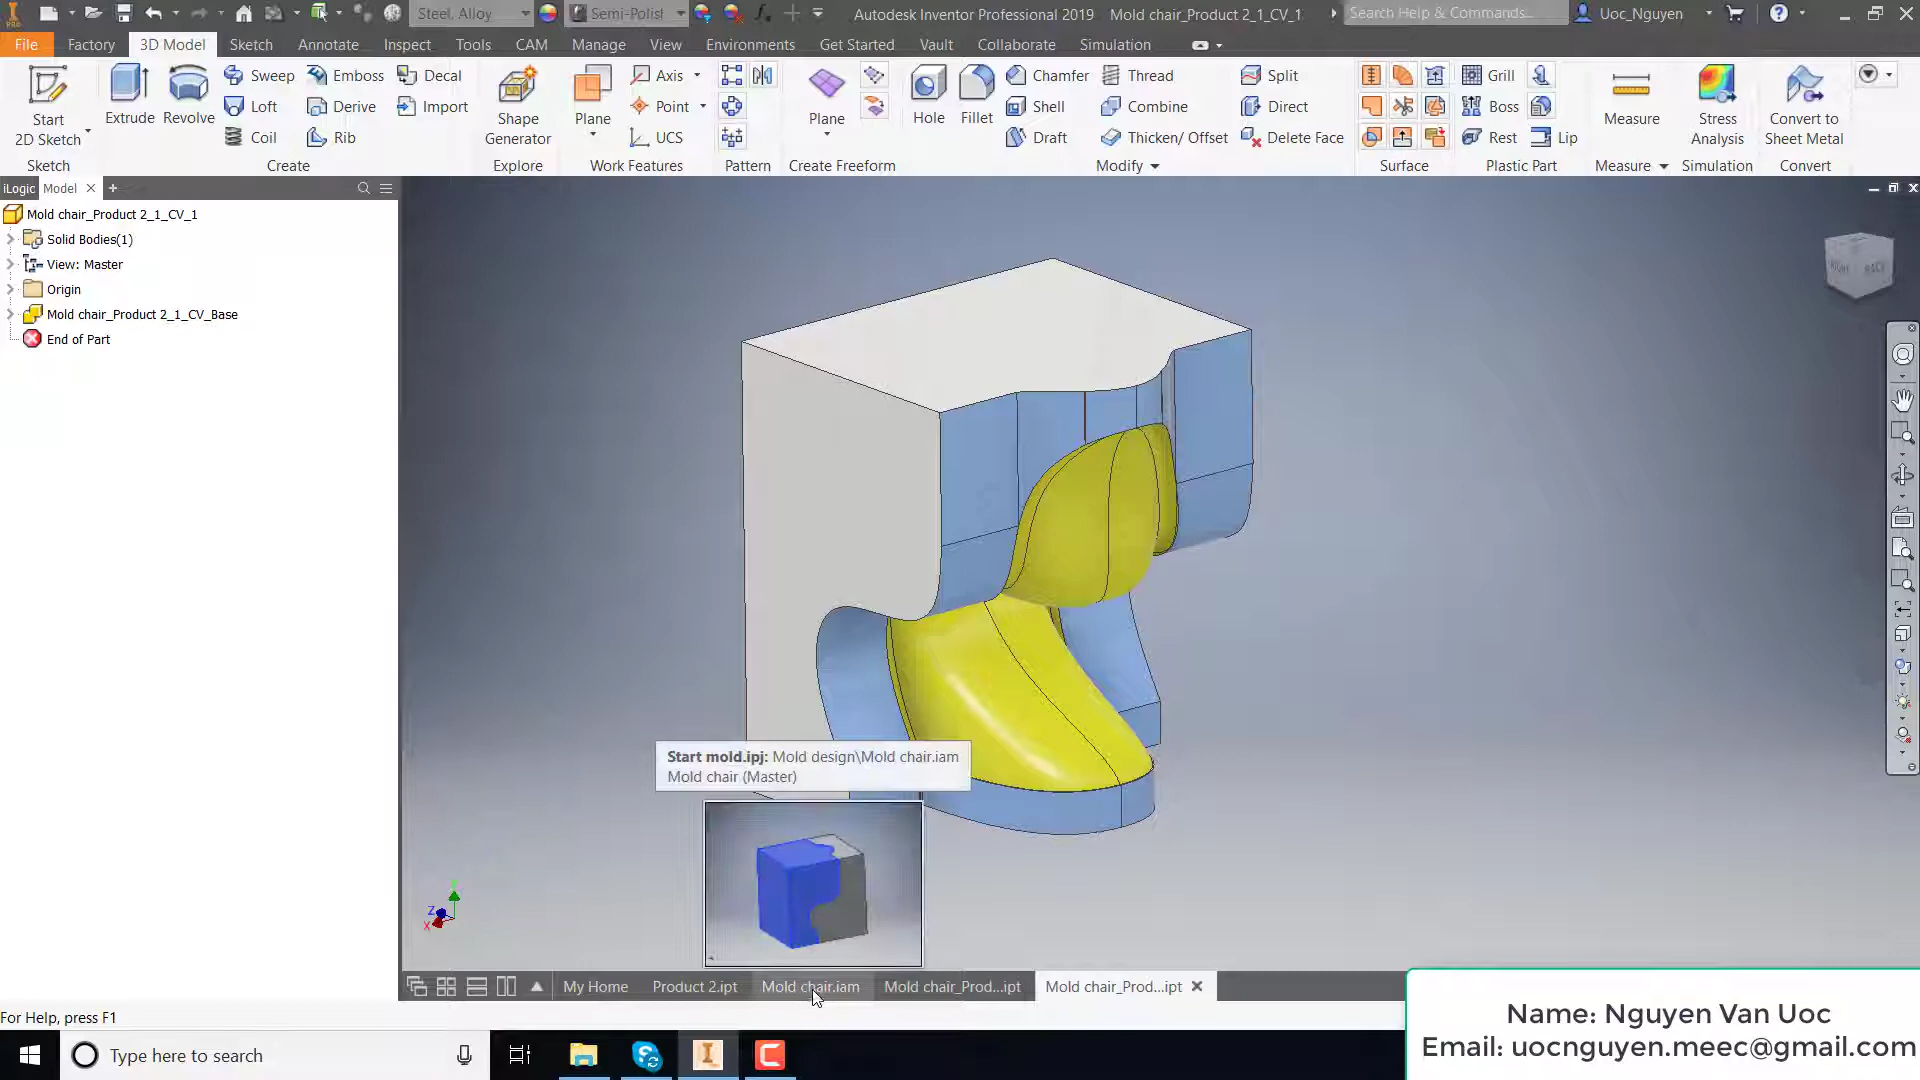 Steel, Alloy
Semi-Polish
Autodesk Inventor Professional 2019 Mold chair_Product 2_1_CV_1
Search Help & Commands...
Uoc_Nguyen
File Factory 3D Model Sketch Annotate Inspect Tools CAM Manage View Environments Get Started Vault Collaborate Simulation
Start
2D Sketch
Sketch
Extrude
Revolve
Sweep
Loft
Coil
Emboss
Derive
Rib
Decal
Import
Create
Shape
Generator
Explore
Plane
Axis
Point
UCS
Work Features
Pattern
Plane
Create Freeform
Hole
Fillet
Chamfer
Shell
Draft
Thread
Combine
Thicken/ Offset
Split
Direct
Delete Face
Modify
Surface
Grill
Boss
Rest
Lip
Plastic Part
Measure
Measure
Stress
Analysis
Simulation
Convert to
Sheet Metal
Convert
iLogic Model
Mold chair_Product 2_1_CV_1
Solid Bodies(1)
View: Master
Origin
Mold chair_Product 2_1_CV_Base
End of Part
Start mold.ipj: Mold design\Mold chair.iam
Mold chair (Master)
Z
X
My Home Product 2.ipt Mold chair.iam Mold chair_Prod...ipt Mold chair_Prod...ipt
For Help, press F1
Type here to search
Name: Nguyen Van Uoc
Email: uocnguyen.meec@gmail.com